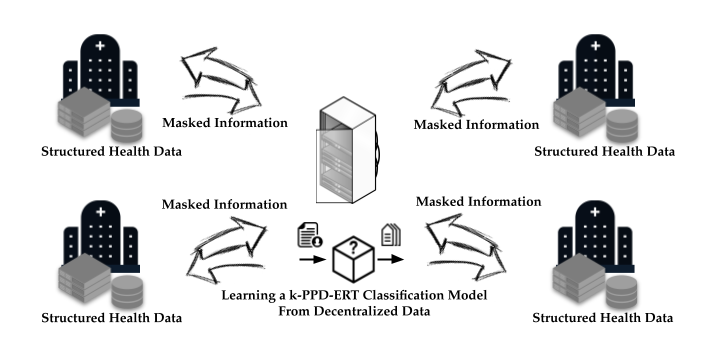 Masked Information
Masked Information
Structured Health Data
Structured Health Data
Masked Information
Masked Information
?
Learning a k-PPD-ERT Classification Model
From Decentralized Data
Structured Health Data
Structured Health Data